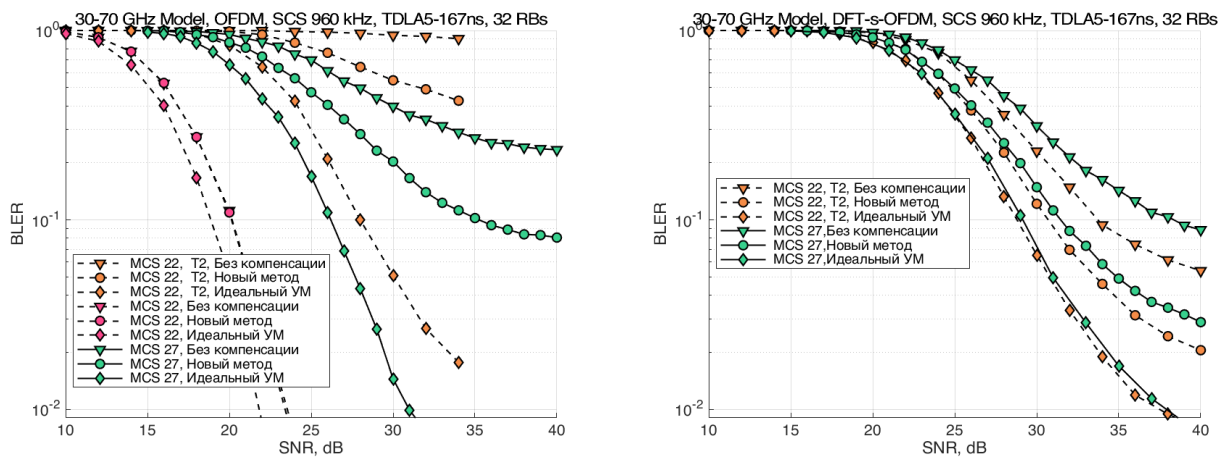 30-70 GHz Model, OFDM, SCS 960 kHz, TDLA5-167ns, 32 RBs
10^0
10^-1
10^-2
BLER
MCS 22, T2, Без компенсации
MCS 22, T2, Новый метод
MCS 22, T2, Идеальный УМ
MCS 22, Без компенсации
MCS 22, Новый метод
MCS 22, Идеальный УМ
MCS 27, Без компенсации
MCS 27, Новый метод
MCS 27, Идеальный УМ
10 15 20 25 30 35 40
SNR, dB
30-70 GHz Model, DFT-s-OFDM, SCS 960 kHz, TDLA5-167ns, 32 RBs
10^0
10^-1
10^-2
BLER
MCS 22, T2, Без компенсации
MCS 22, T2, Новый метод
MCS 22, T2, Идеальный УМ
MCS 27,Без компенсации
MCS 27,Новый метод
MCS 27,Идеальный УМ
10 15 20 25 30 35 40
SNR, dB